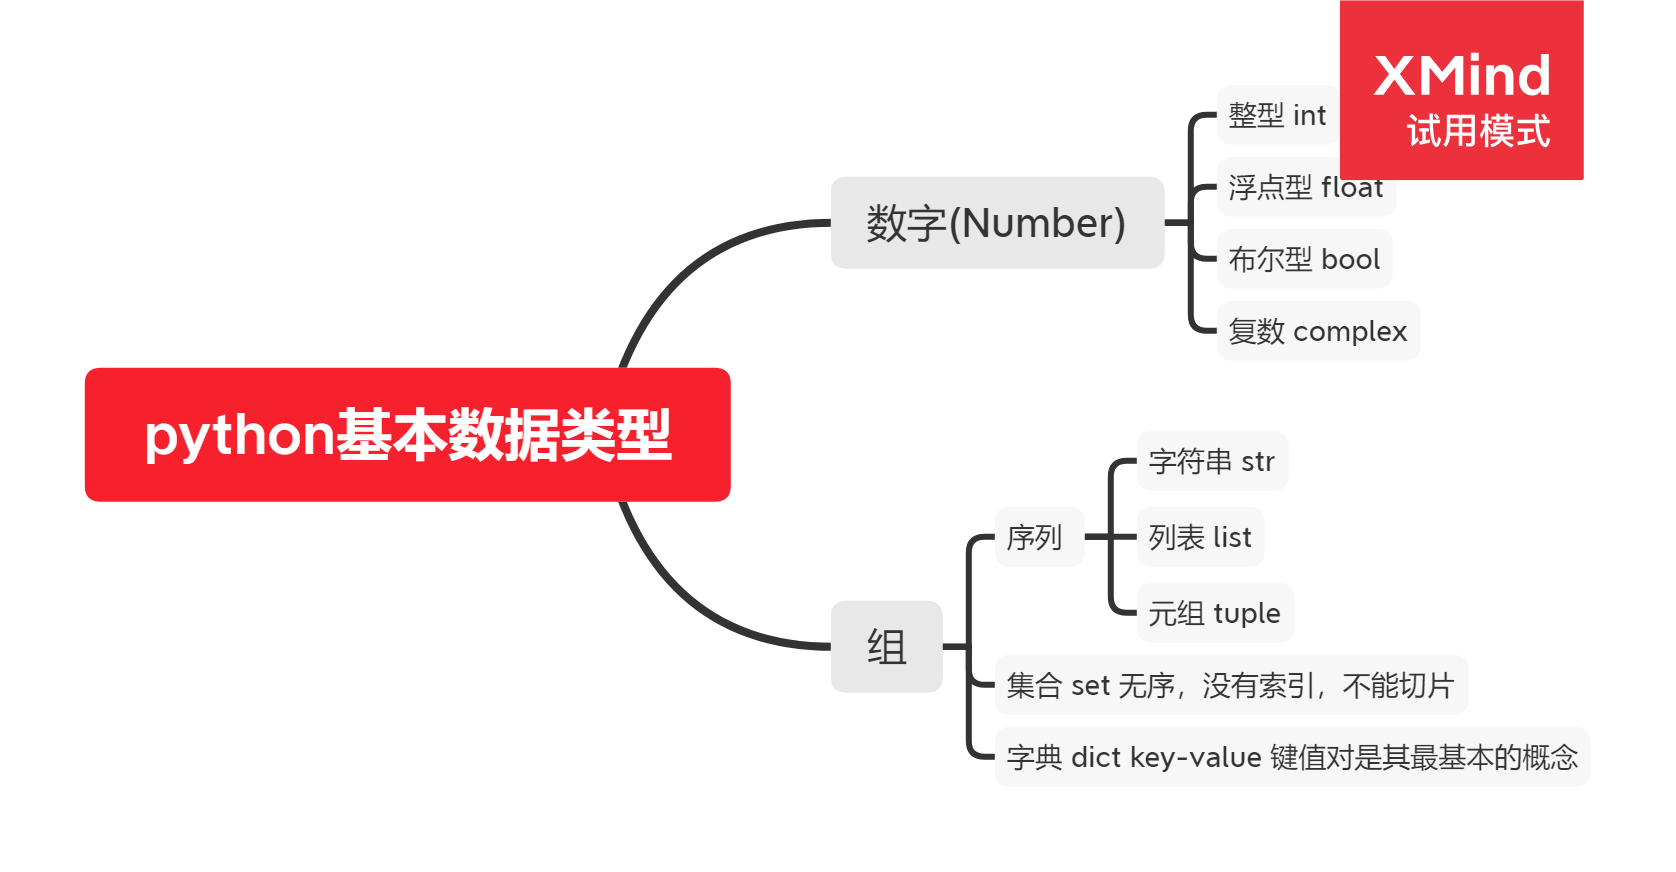 XMind
试用模式
整型 int
浮点型 float
数字(Number)
布尔型 bool
复数 complex
python基本数据类型
字符串 str
序列
列表 list
元组 tuple
组
集合 set 无序，没有索引，不能切片
字典 dict key-value 键值对是其最基本的概念